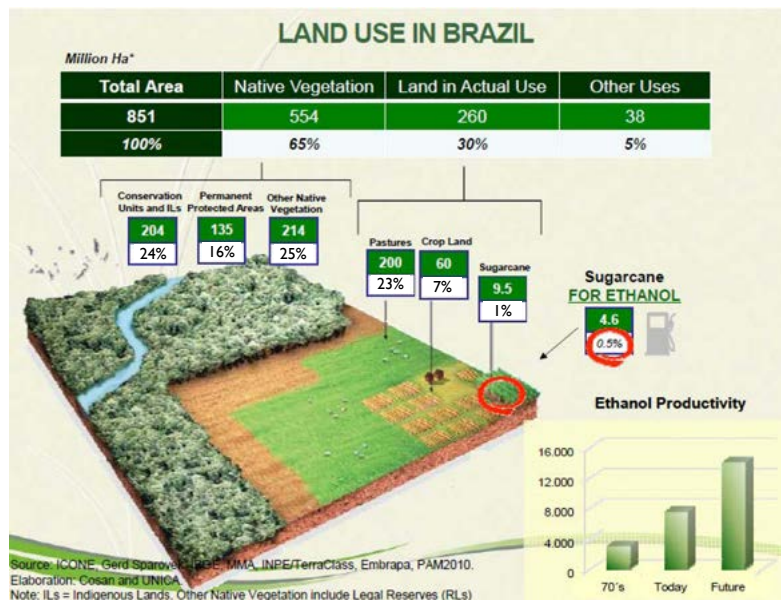 LAND USE IN BRAZIL
Million Ha*
Total Area Native Vegetation Land in Actual Use Other Uses
851 554 260 38
100% 65% 30% 5%
Conservation Units and ILs
204
24%
Permanent Protected Areas
135
16%
Other Native Vegetation
214
25%
Pastures
200
23%
Crop Land
60
7%
Sugarcane
9.5
1%
Sugarcane
FOR ETHANOL
4.6
0.5%
Ethanol Productivity
16.000
12.000
8.000
4.000
0
70´s Today Future
Source: ICONE, Gerd Sparovek, IBGE, MMA, INPE/TerraClass, Embrapa, PAM2010.
Elaboration: Cosan and UNICA
Note: ILs = Indigenous Lands. Other Native Vegetation include Legal Reserves (RLs)